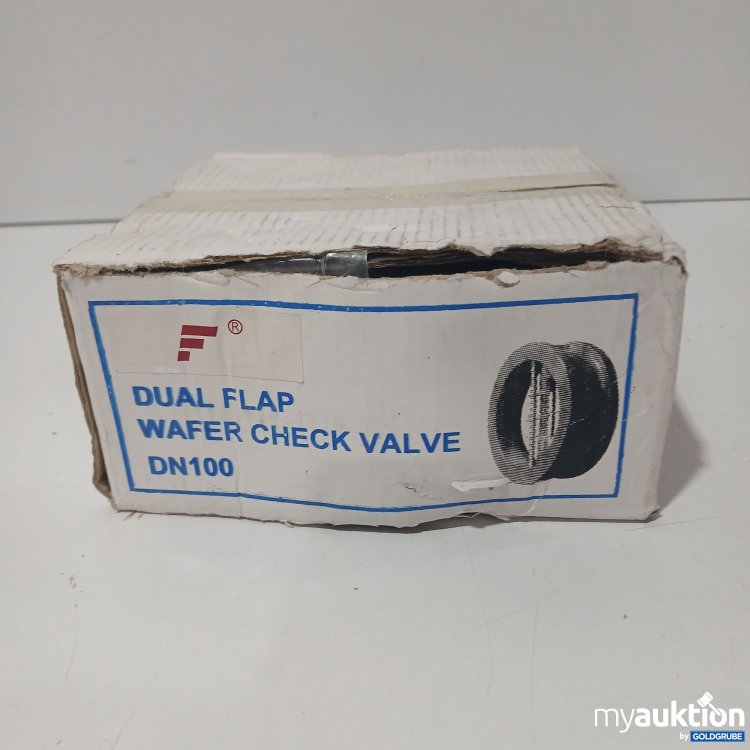 F®
DUAL FLAP
WAFER CHECK VALVE
DN100
myauktion
by GOLDGRUBE